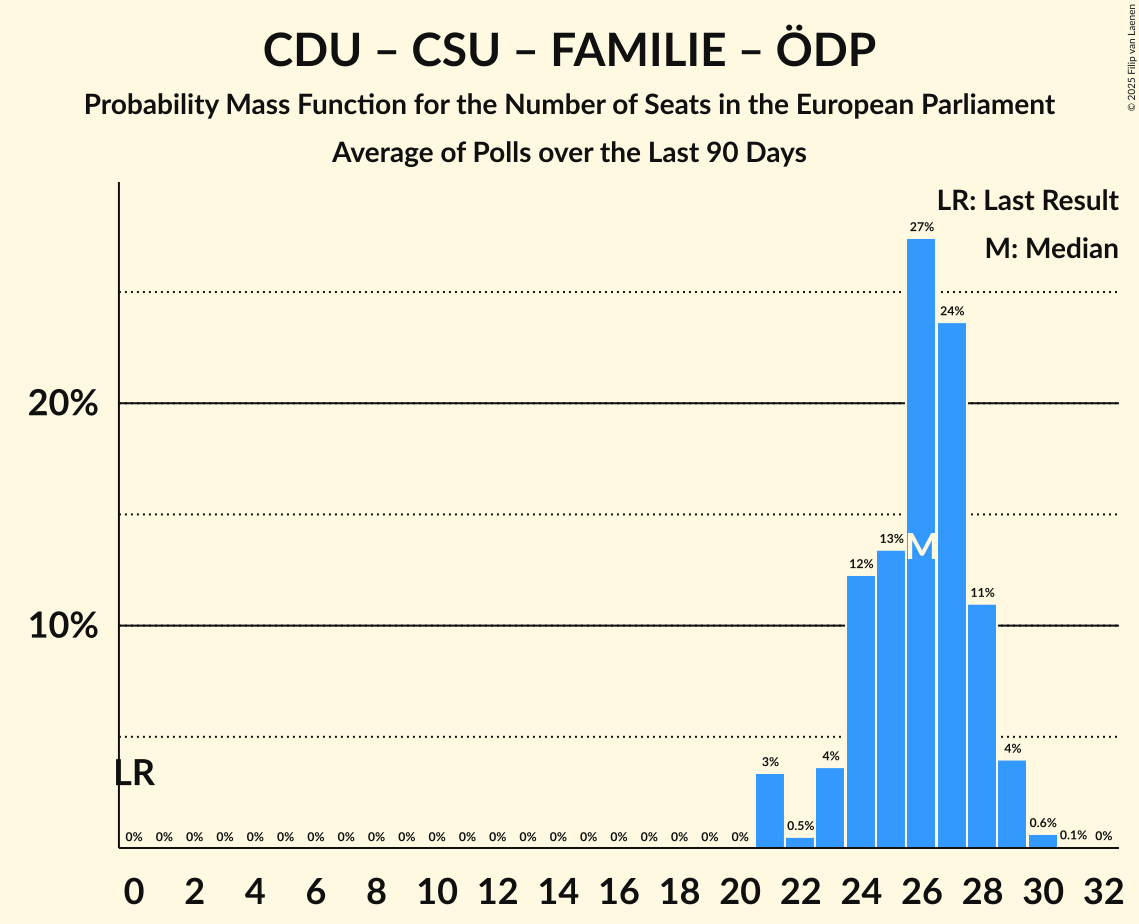 CDU – CSU – FAMILIE – ÖDP
Probability Mass Function for the Number of Seats in the European Parliament
Average of Polls over the Last 90 Days
© 2025 Filip van Laenen
LR: Last Result
M: Median
27%
24%
20%
13%
M
12%
11%
10%
LR
3%
0.5%
4%
4%
0.6%
0.1%
0%
0% 0% 0% 0% 0% 0% 0% 0% 0% 0% 0% 0% 0% 0% 0% 0% 0% 0% 0% 0% 0%
0 2 4 6 8 10 12 14 16 18 20 22 24 26 28 30 32